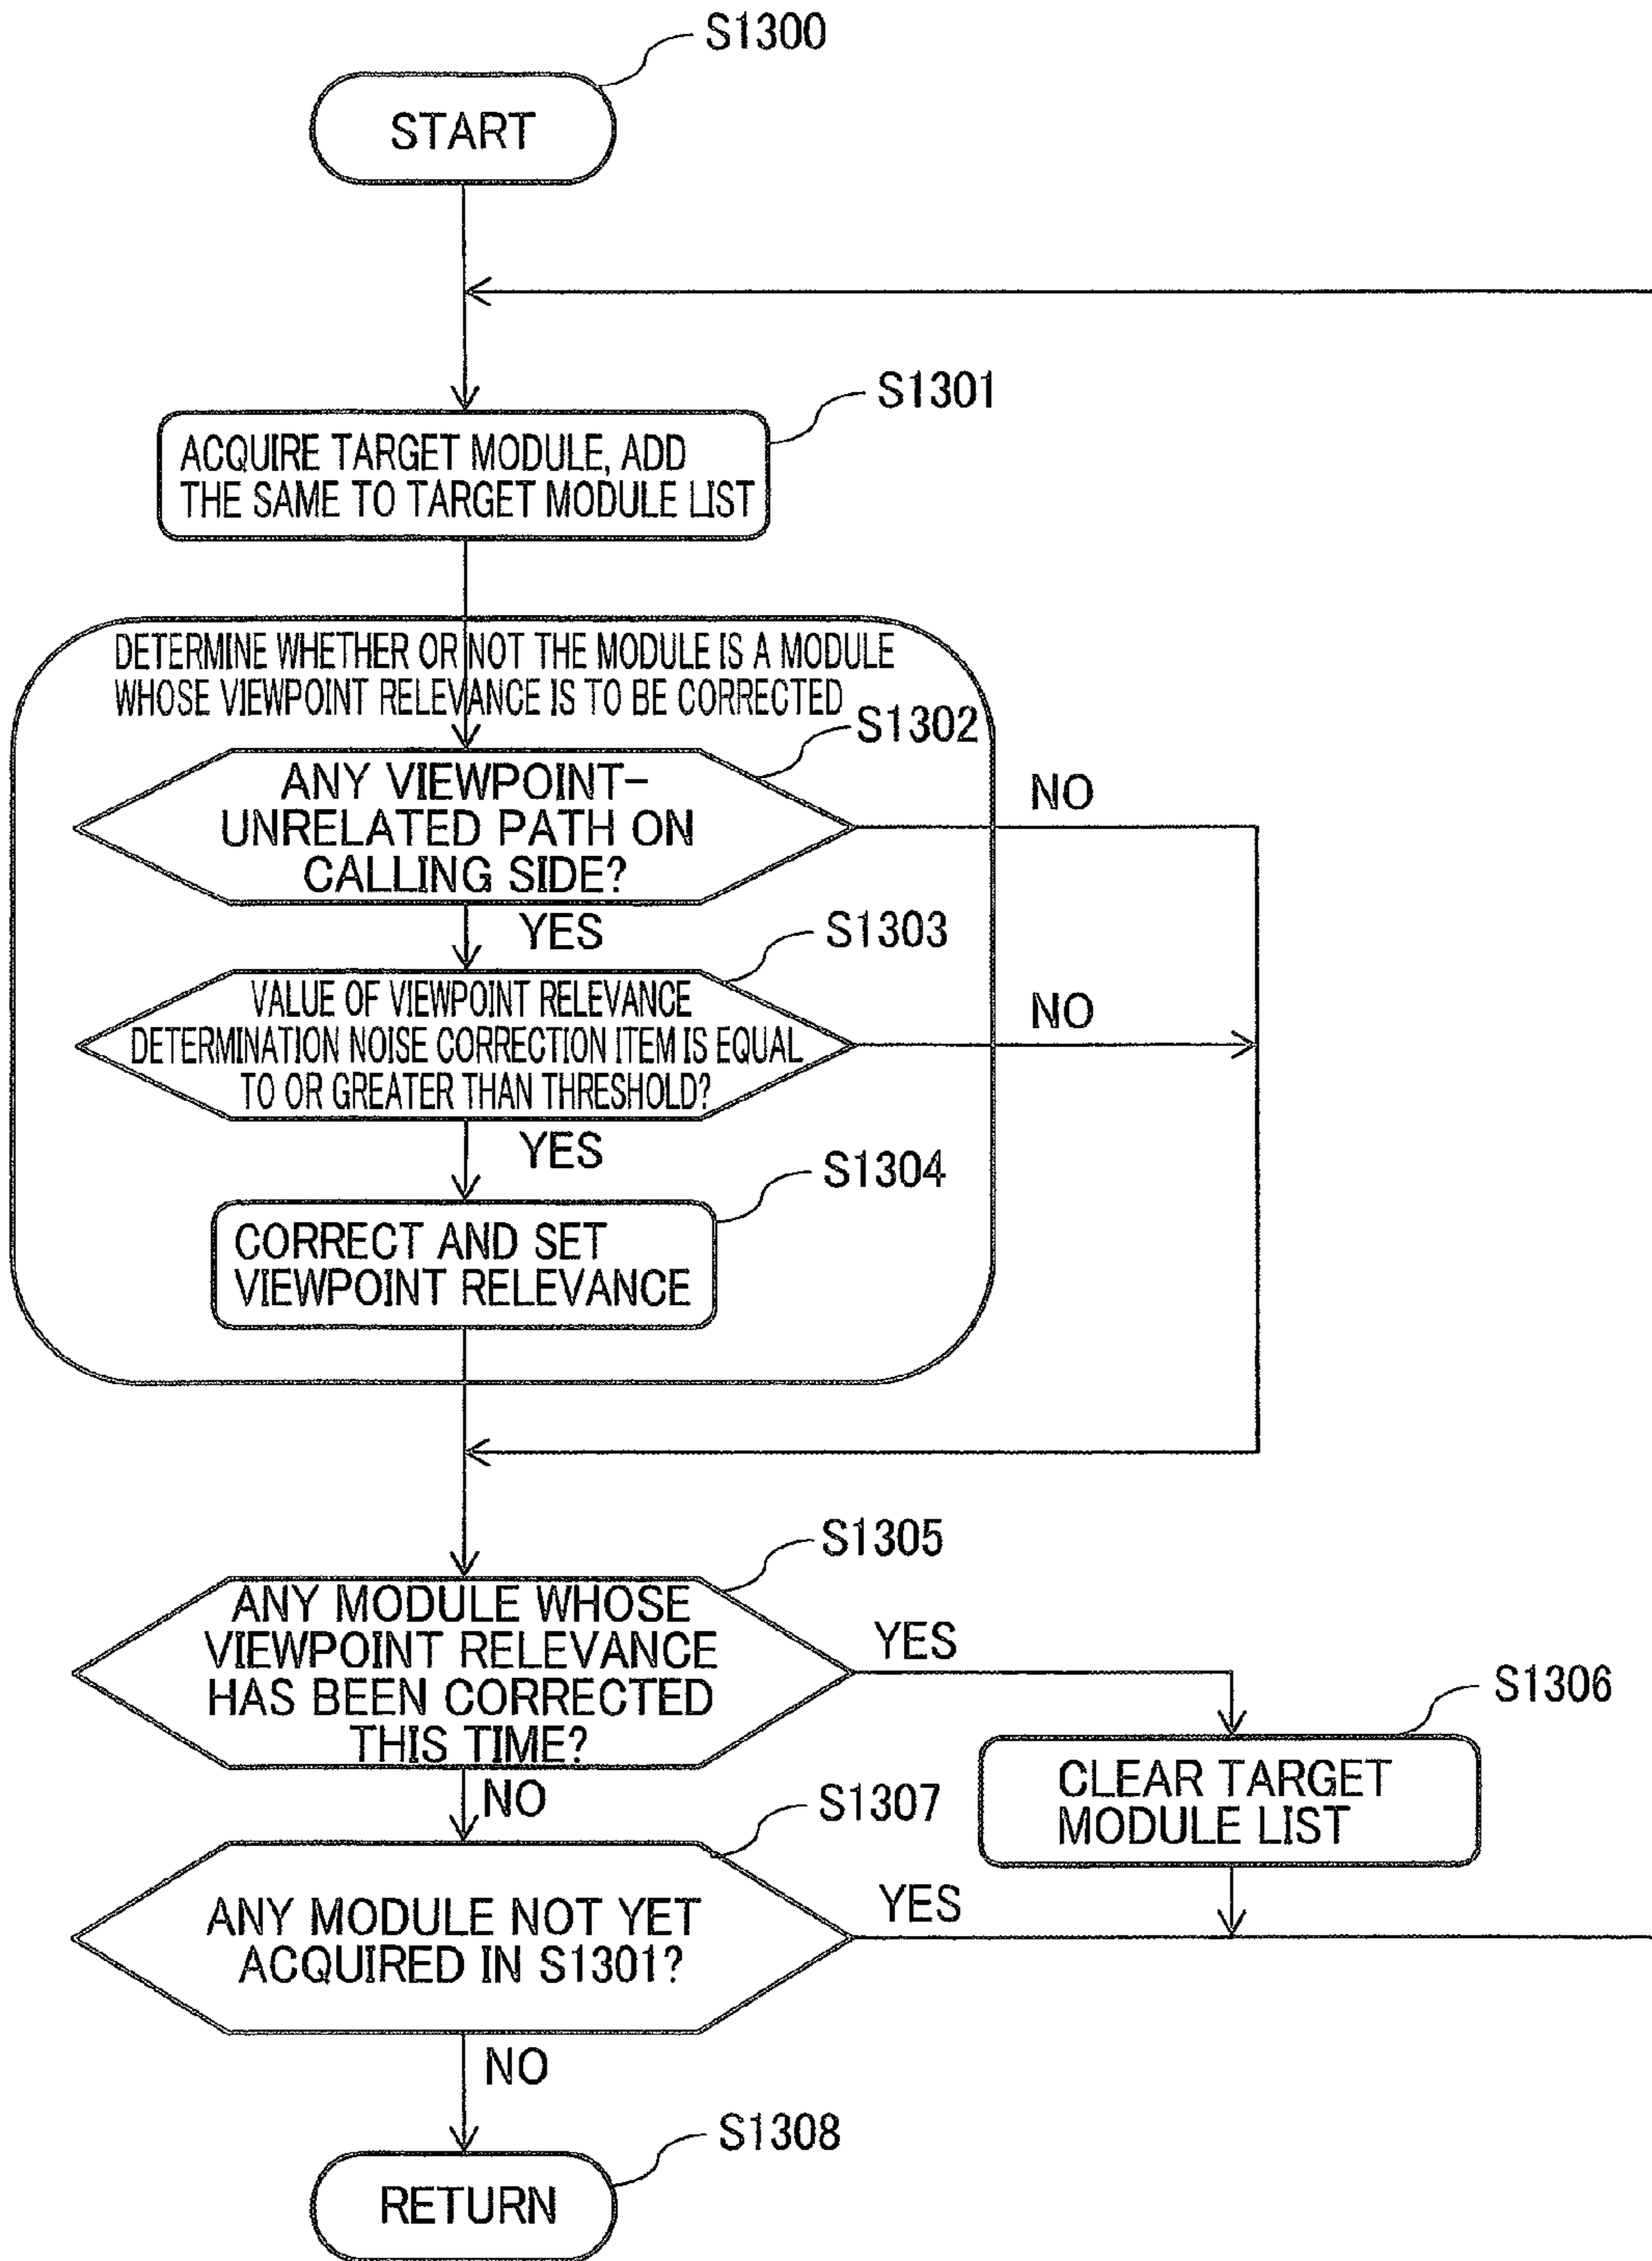 S1300
START
S1301
ACQUIRE TARGET MODULE, ADD
THE SAME TO TARGET MODULE LIST
DETERMINE WHETHER OR NOT THE MODULE IS A MODULE
WHOSE VIEWPOINT RELEVANCE IS TO BE CORRECTED
S1302
ANY VIEWPOINT-
UNRELATED PATH ON
CALLING SIDE?
NO
YES
S1303
VALUE OF VIEWPOINT RELEVANCE
DETERMINATION NOISE CORRECTION ITEM IS EQUAL
TO OR GREATER THAN THRESHOLD?
NO
YES
S1304
CORRECT AND SET
VIEWPOINT RELEVANCE
S1305
ANY MODULE WHOSE
VIEWPOINT RELEVANCE
HAS BEEN CORRECTED
THIS TIME?
YES
S1306
CLEAR TARGET
MODULE LIST
NO
S1307
ANY MODULE NOT YET
ACQUIRED IN S1301?
YES
NO
S1308
RETURN